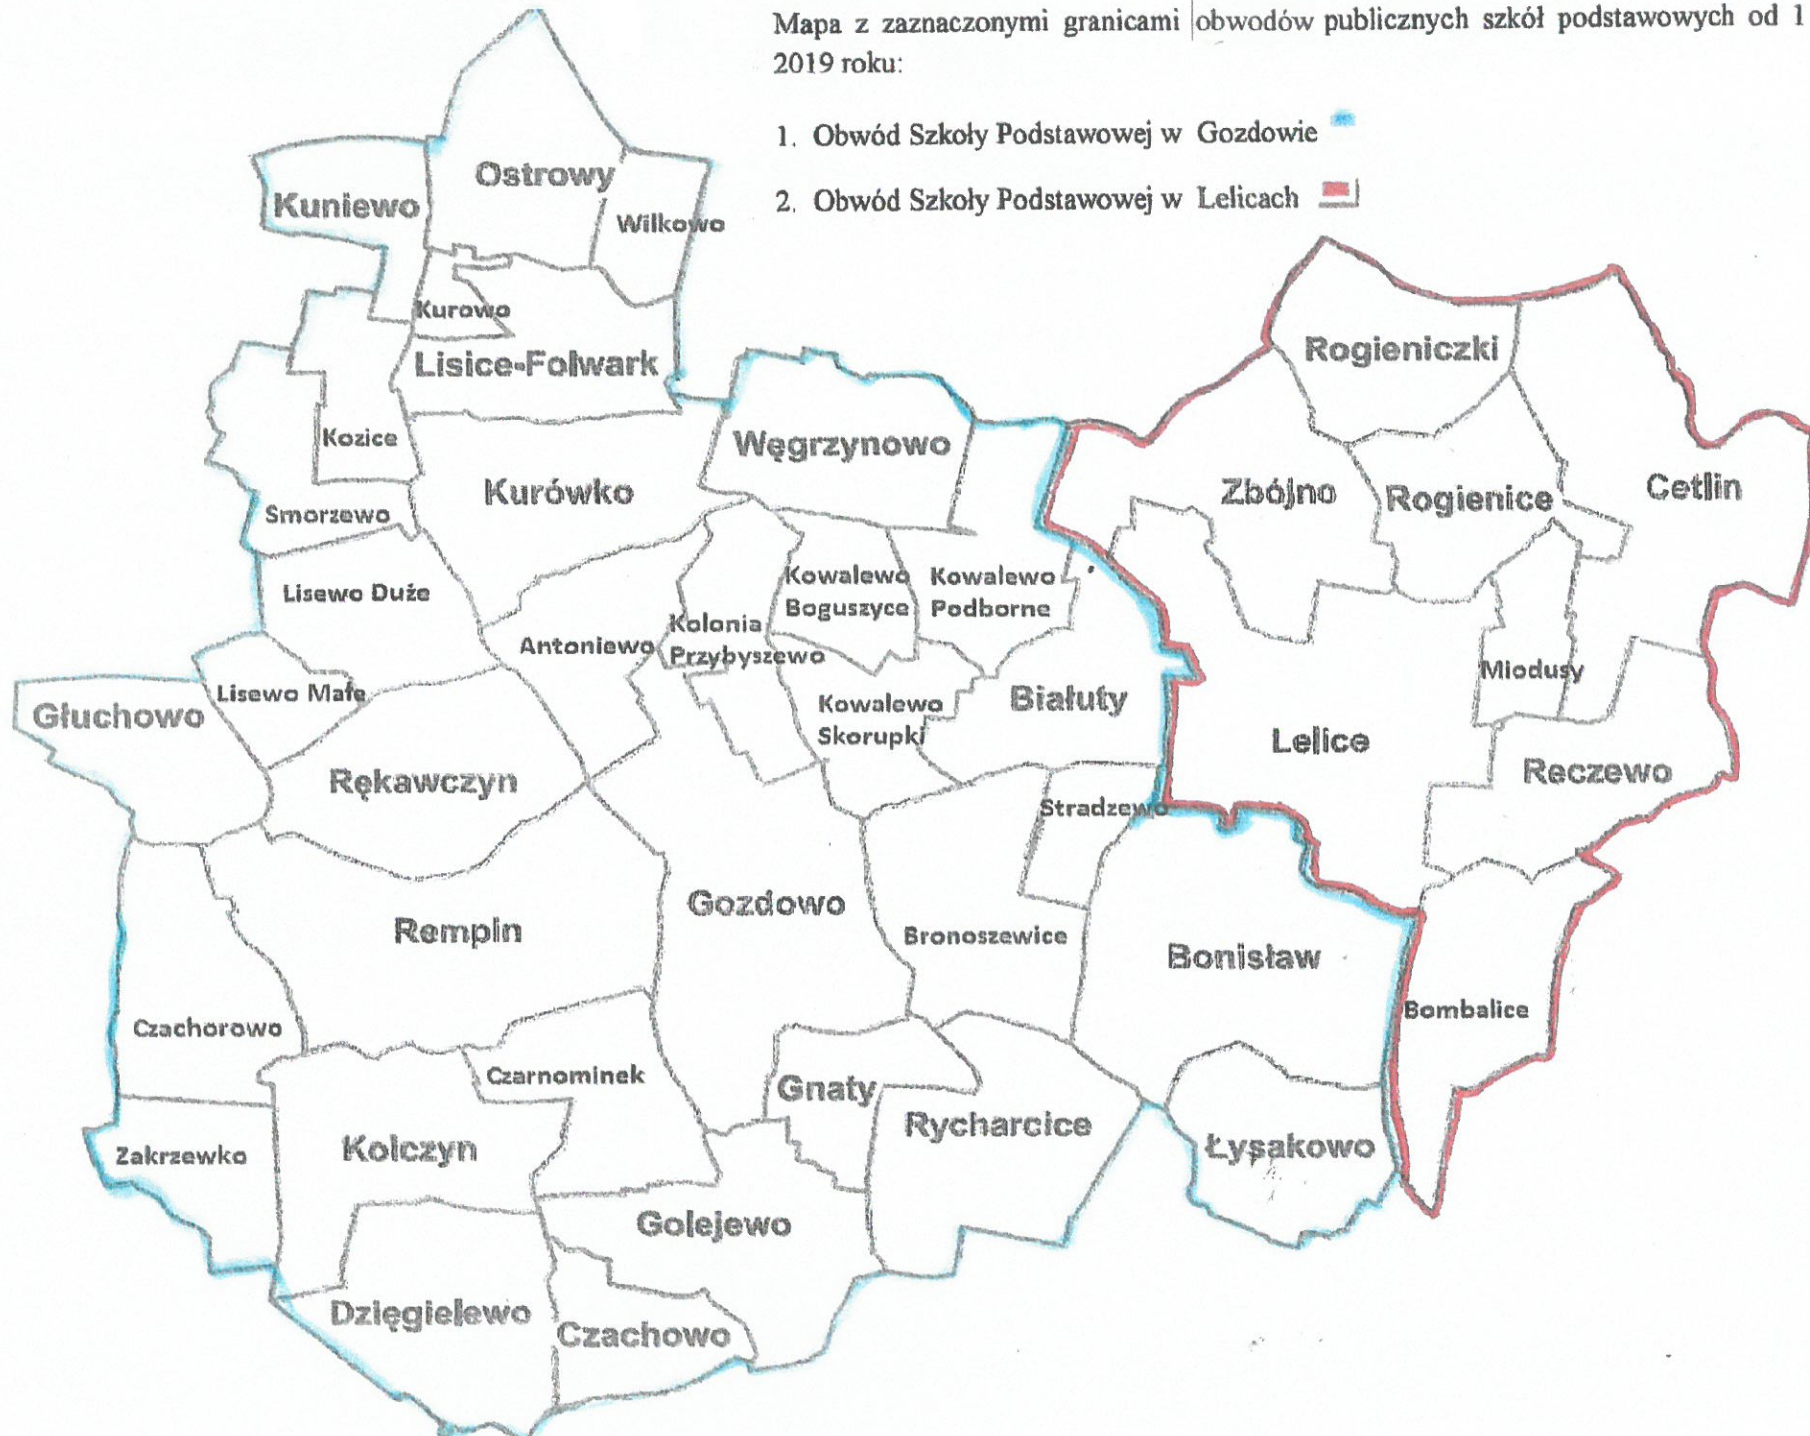 Mapa z zaznaczonymi granicami obwodów publicznych szkół podstawowych od 1
2019 roku:
1. Obwód Szkoły Podstawowej w Gozdowie
2. Obwód Szkoły Podstawowej w Lelicach
Ostrowy
Kuniewo
Wilkowo
Kurowo
Lisice-Folwark
Rogieniczki
Kozice
Węgrzynowo
Kurówko
Zbójno
Rogienice
Cetlin
Smorzewo
Lisewo Duże
Kowalewo
Boguszyce
Kowalewo
Podborne
Antoniewo
Kolonia
Przybyszewo
Miodusy
Lisewo Małe
Głuchowo
Kowalewo
Skorupki
Białuty
Lelice
Rękawczyn
Reczewo
Stradzewo
Gozdowo
Rempin
Bronoszewice
Bonisław
Bombalice
Czachorowo
Czarnominek
Gnaty
Rycharcice
Kolczyn
Zakrzewko
Łysakowo
Golejewo
Dzięgielewo
Czachowo